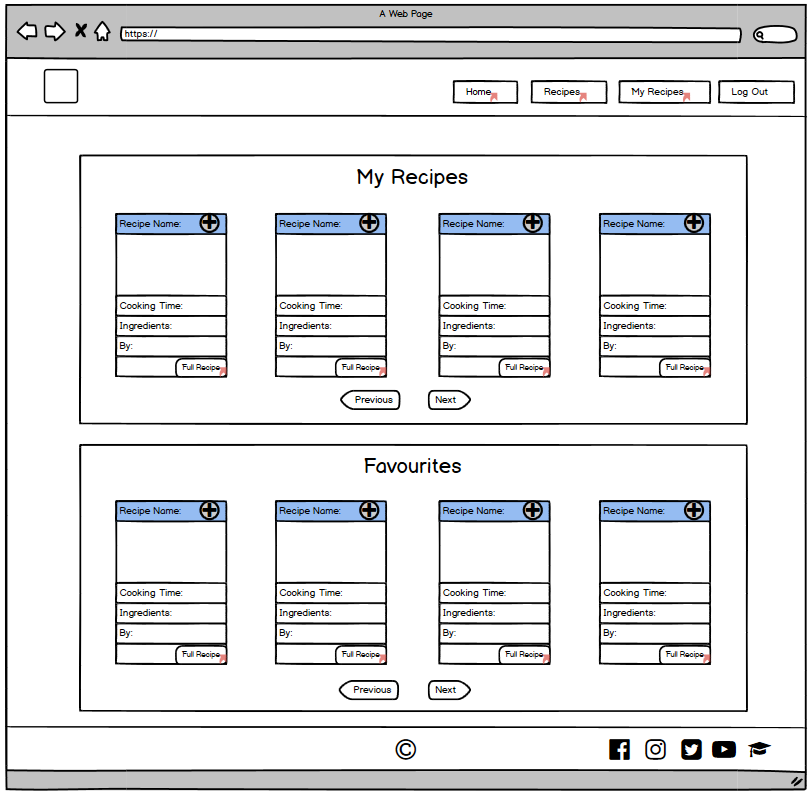 A Web Page
https://
Home Recipes My Recipes Log Out
My Recipes
Recipe Name: Recipe Name: Recipe Name: Recipe Name:
Cooking Time: Cooking Time: Cooking Time: Cooking Time:
Ingredients: Ingredients: Ingredients: Ingredients:
By: By: By: By:
Full Recipe Full Recipe Full Recipe Full Recipe
Previous Next
Favourites
Recipe Name: Recipe Name: Recipe Name: Recipe Name:
Cooking Time: Cooking Time: Cooking Time: Cooking Time:
Ingredients: Ingredients: Ingredients: Ingredients:
By: By: By: By:
Full Recipe Full Recipe Full Recipe Full Recipe
Previous Next
©